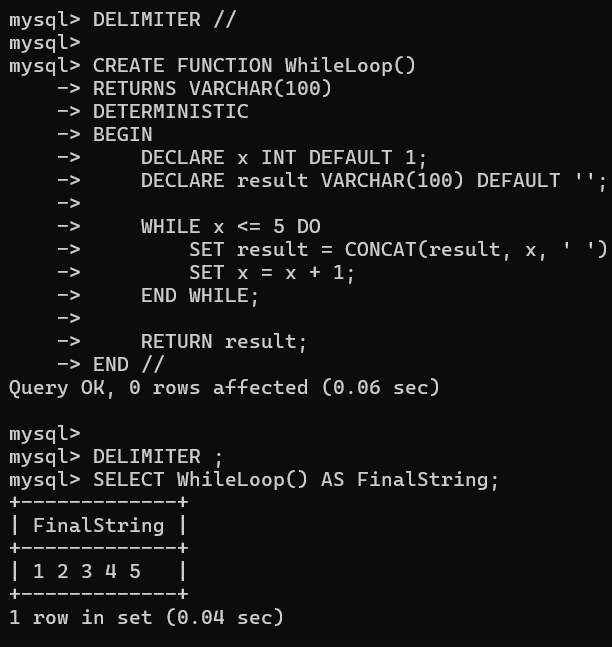 mysql> DELIMITER //
mysql>
mysql> CREATE FUNCTION WhileLoop()
    -> RETURNS VARCHAR(100)
    -> DETERMINISTIC
    -> BEGIN
    ->     DECLARE x INT DEFAULT 1;
    ->     DECLARE result VARCHAR(100) DEFAULT '';
    ->
    ->     WHILE x <= 5 DO
    ->         SET result = CONCAT(result, x, ' ')
    ->         SET x = x + 1;
    ->     END WHILE;
    ->
    ->     RETURN result;
    -> END //
Query OK, 0 rows affected (0.06 sec)

mysql>
mysql> DELIMITER ;
mysql> SELECT WhileLoop() AS FinalString;
+-------------+
| FinalString |
+-------------+
| 1 2 3 4 5   |
+-------------+
1 row in set (0.04 sec)